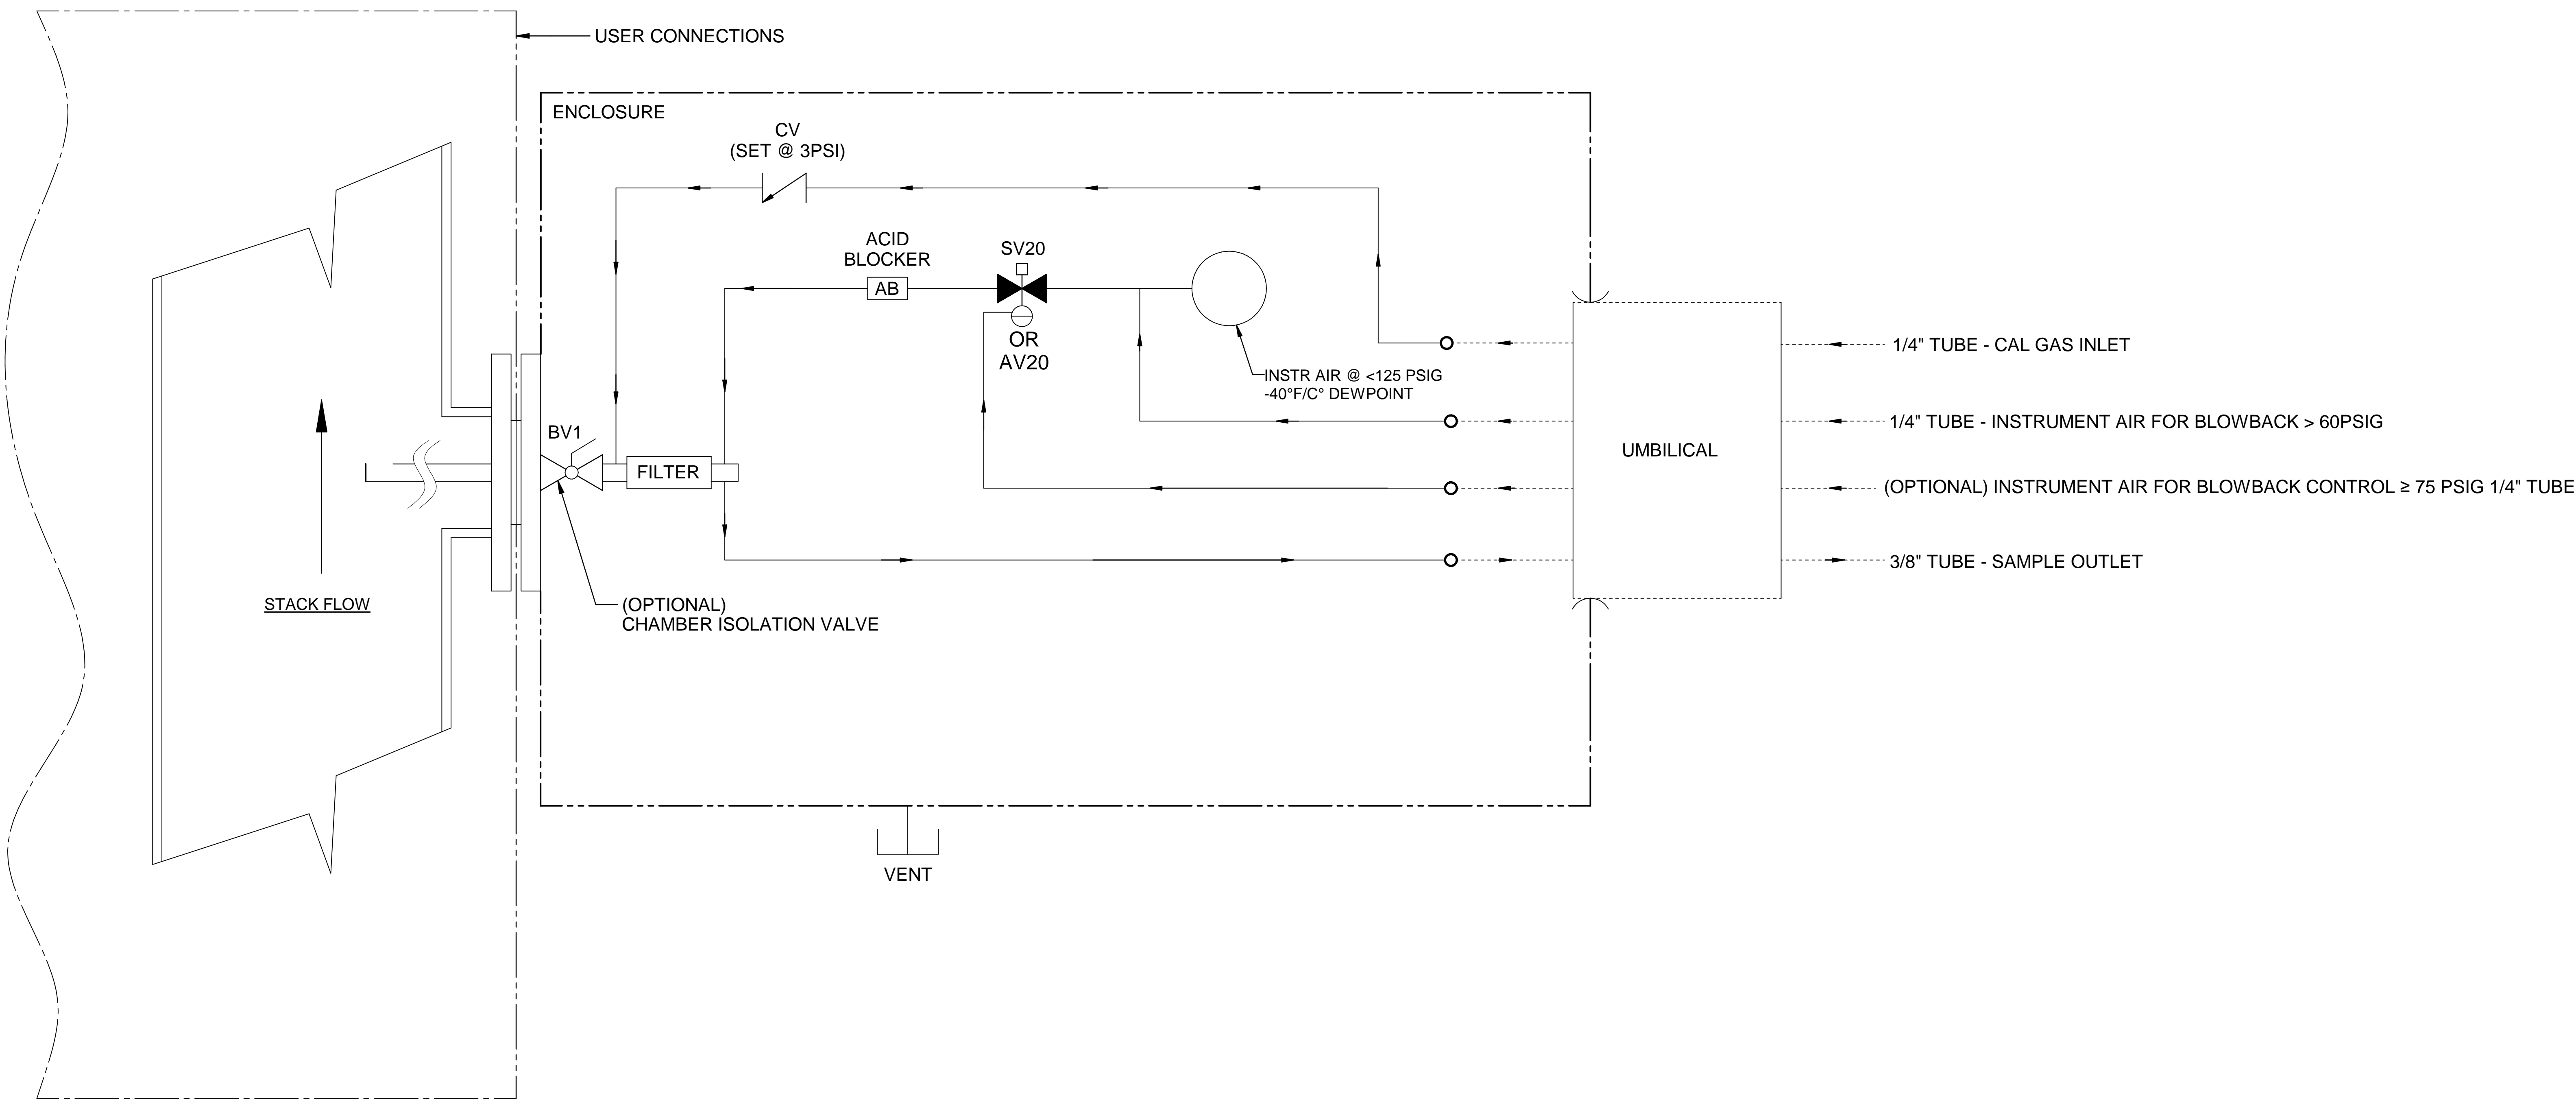 USER CONNECTIONS
ENCLOSURE
CV
(SET @ 3PSI)
ACID
BLOCKER
AB
SV20
OR
AV20
INSTR AIR @ <125 PSIG
-40°F/C° DEWPOINT
1/4" TUBE - CAL GAS INLET
1/4" TUBE - INSTRUMENT AIR FOR BLOWBACK > 60PSIG
UMBILICAL
BV1
FILTER
(OPTIONAL) INSTRUMENT AIR FOR BLOWBACK CONTROL ≥ 75 PSIG 1/4" TUBE
3/8" TUBE - SAMPLE OUTLET
STACK FLOW
(OPTIONAL)
CHAMBER ISOLATION VALVE
VENT